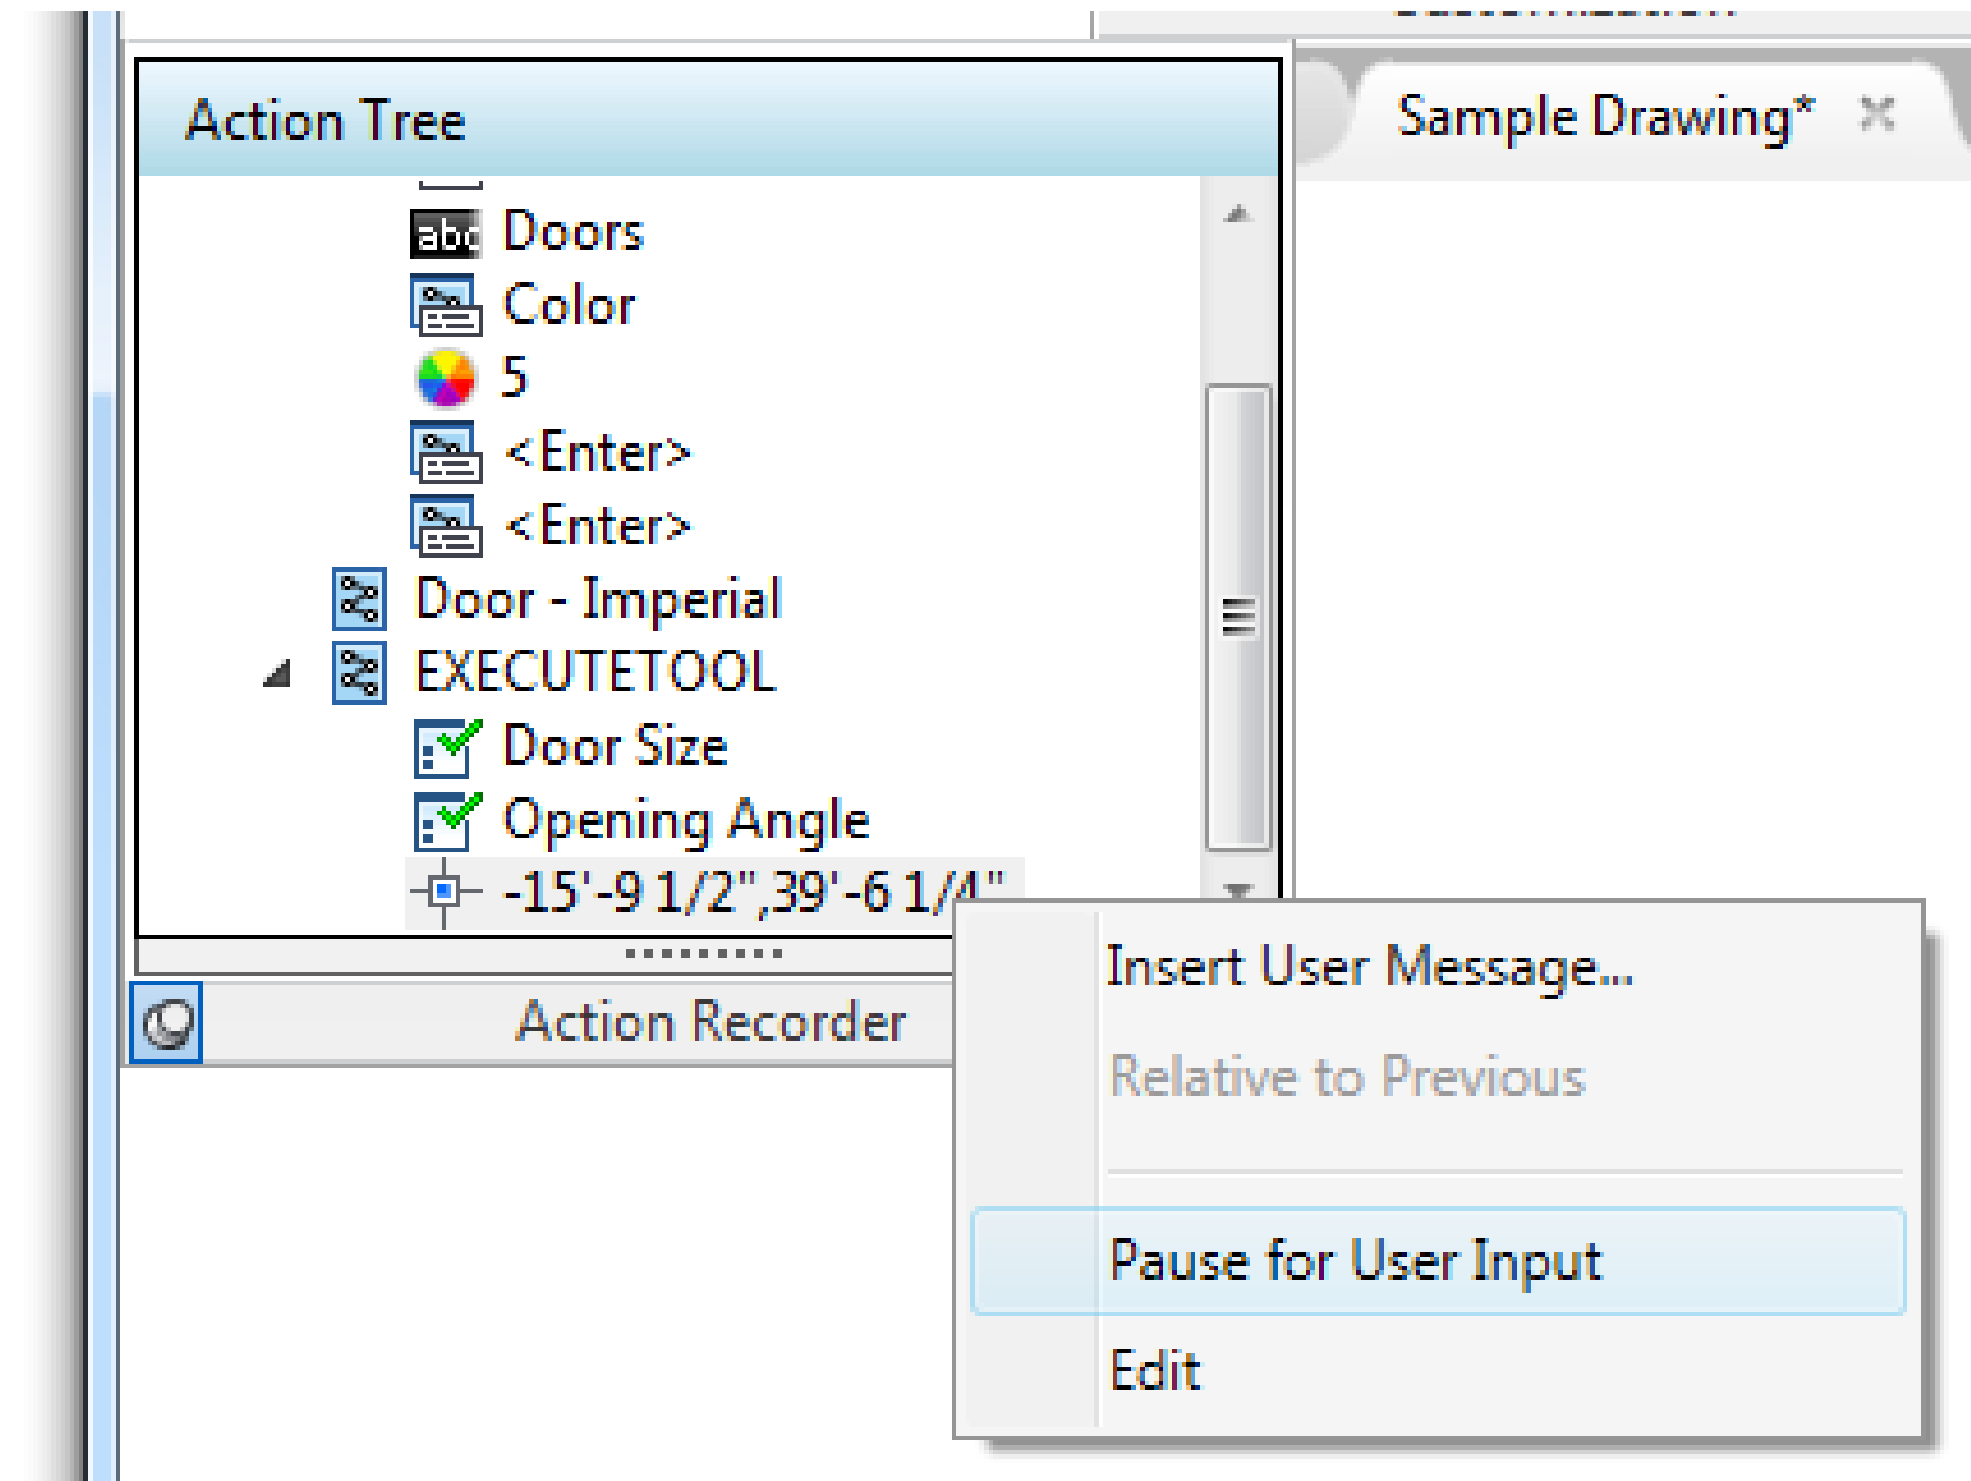 Action Tree
Sample Drawing*
abc Doors
Color
5
<Enter>
<Enter>
Door - Imperial
EXECUTETOOL
Door Size
Opening Angle
-15'-9 1/2",39'-6 1/4"
Action Recorder
Insert User Message...
Relative to Previous
Pause for User Input
Edit